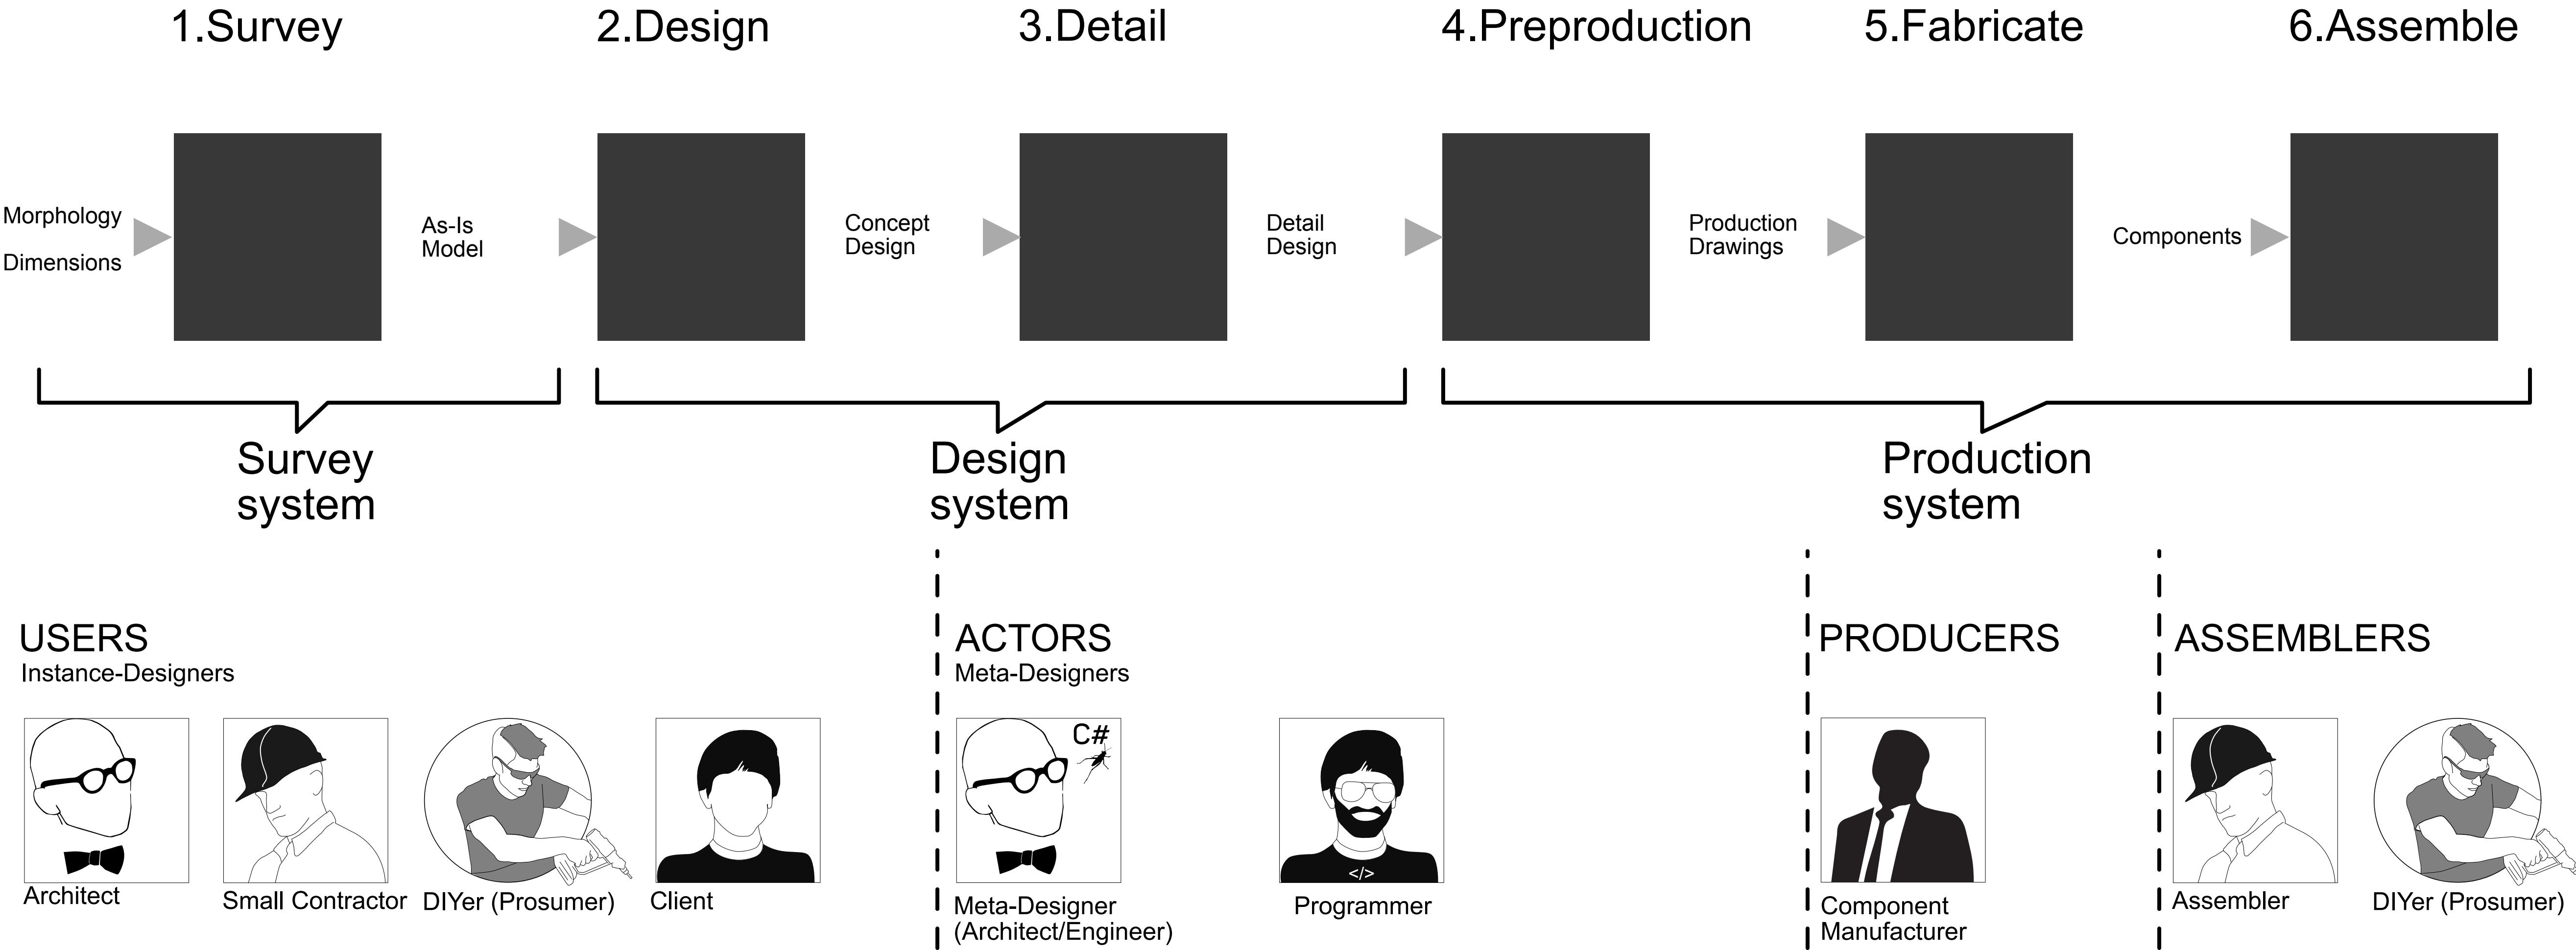 1.Survey
2.Design
3.Detail
4.Preproduction
5.Fabricate
6.Assemble
Morphology
Dimensions
As-Is
Model
Concept
Design
Detail
Design
Production
Drawings
Components
Survey
system
Design
system
Production
system
USERS
Instance-Designers
ACTORS
Meta-Designers
PRODUCERS
ASSEMBLERS
C#
</>
Architect
Small Contractor
DIYer (Prosumer)
Client
Meta-Designer
(Architect/Engineer)
Programmer
Component
Manufacturer
Assembler
DIYer (Prosumer)